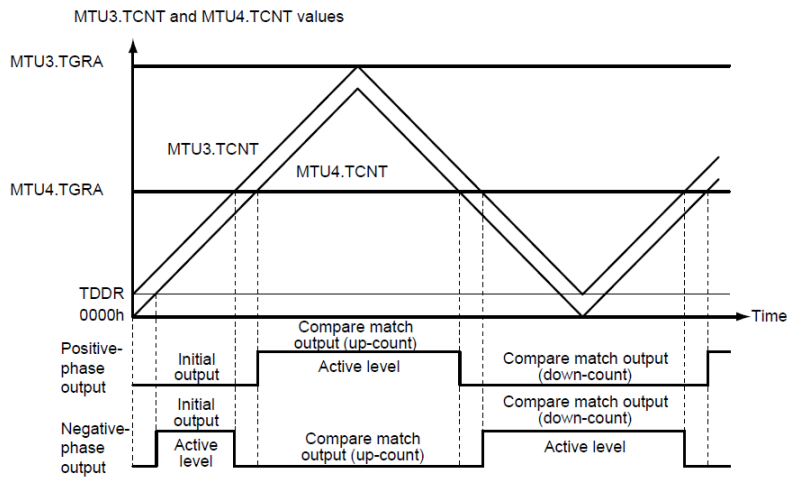 MTU3.TCNT and MTU4.TCNT values
MTU3.TGRA
MTU3.TCNT
MTU4.TCNT
MTU4.TGRA
TDDR
0000h
Time
Positive-
phase
output
Initial
output
Compare match
output (up-count)
Active level
Compare match output
(down-count)
Negative-
phase
output
Initial
output
Active
level
Compare match
output (up-count)
Compare match output
(down-count)
Active level